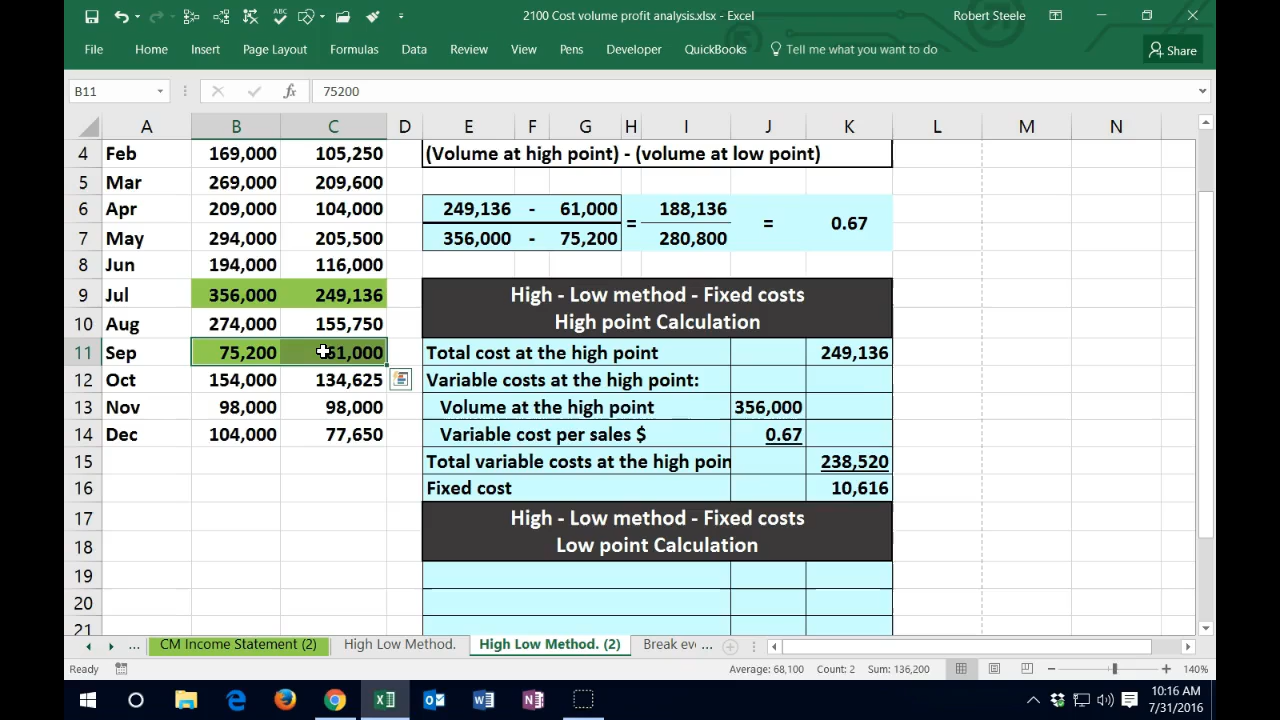 2100 Cost volume profit analysis.xlsx - Excel
Robert Steele
File Home Insert Page Layout Formulas Data Review View Pens Developer QuickBooks Tell me what you want to do Share
B11 fx 75200
A B C D E F G H I J K L M N
4 Feb 169,000 105,250 (Volume at high point) - (volume at low point)
5 Mar 269,000 209,600
6 Apr 209,000 104,000 249,136 - 61,000 = 188,136 = 0.67
7 May 294,000 205,500 356,000 - 75,200 280,800
8 Jun 194,000 116,000
9 Jul 356,000 249,136 High - Low method - Fixed costs
10 Aug 274,000 155,750 High point Calculation
11 Sep 75,200 61,000 Total cost at the high point 249,136
12 Oct 154,000 134,625 Variable costs at the high point:
13 Nov 98,000 98,000 Volume at the high point 356,000
14 Dec 104,000 77,650 Variable cost per sales $ 0.67
15 Total variable costs at the high poin 238,520
16 Fixed cost 10,616
17 High - Low method - Fixed costs
18 Low point Calculation
19
20
21
... CM Income Statement (2) High Low Method. High Low Method. (2) Break ev ...
Ready Average: 68,100 Count: 2 Sum: 136,200 140%
10:16 AM
7/31/2016